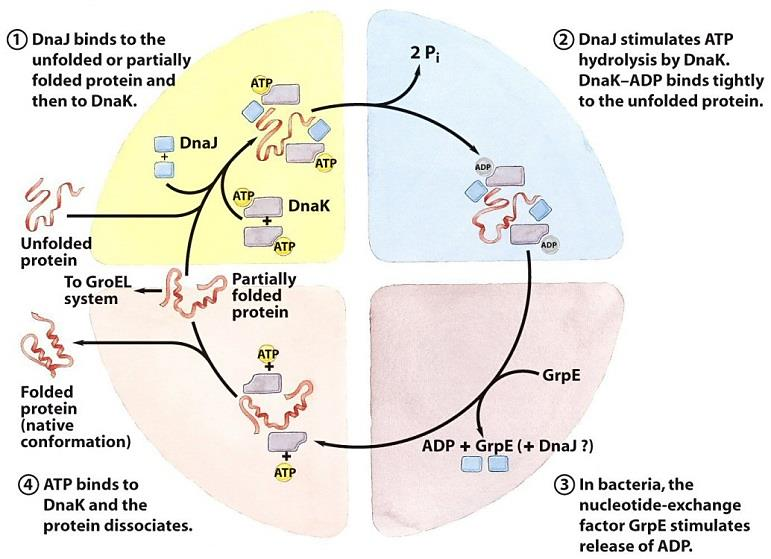 ① DnaJ binds to the
unfolded or partially
folded protein and
then to DnaK.
② DnaJ stimulates ATP
hydrolysis by DnaK.
DnaK–ADP binds tightly
to the unfolded protein.
2 Pi
ATP
DnaJ
+
ATP
ATP
DnaK
+
ATP
ADP
ADP
Unfolded
protein
To GroEL
system
Partially
folded
protein
ATP
+
GrpE
Folded
protein
(native
conformation)
ADP + GrpE (+ DnaJ ?)
+
ATP
④ ATP binds to
DnaK and the
protein dissociates.
③ In bacteria, the
nucleotide-exchange
factor GrpE stimulates
release of ADP.